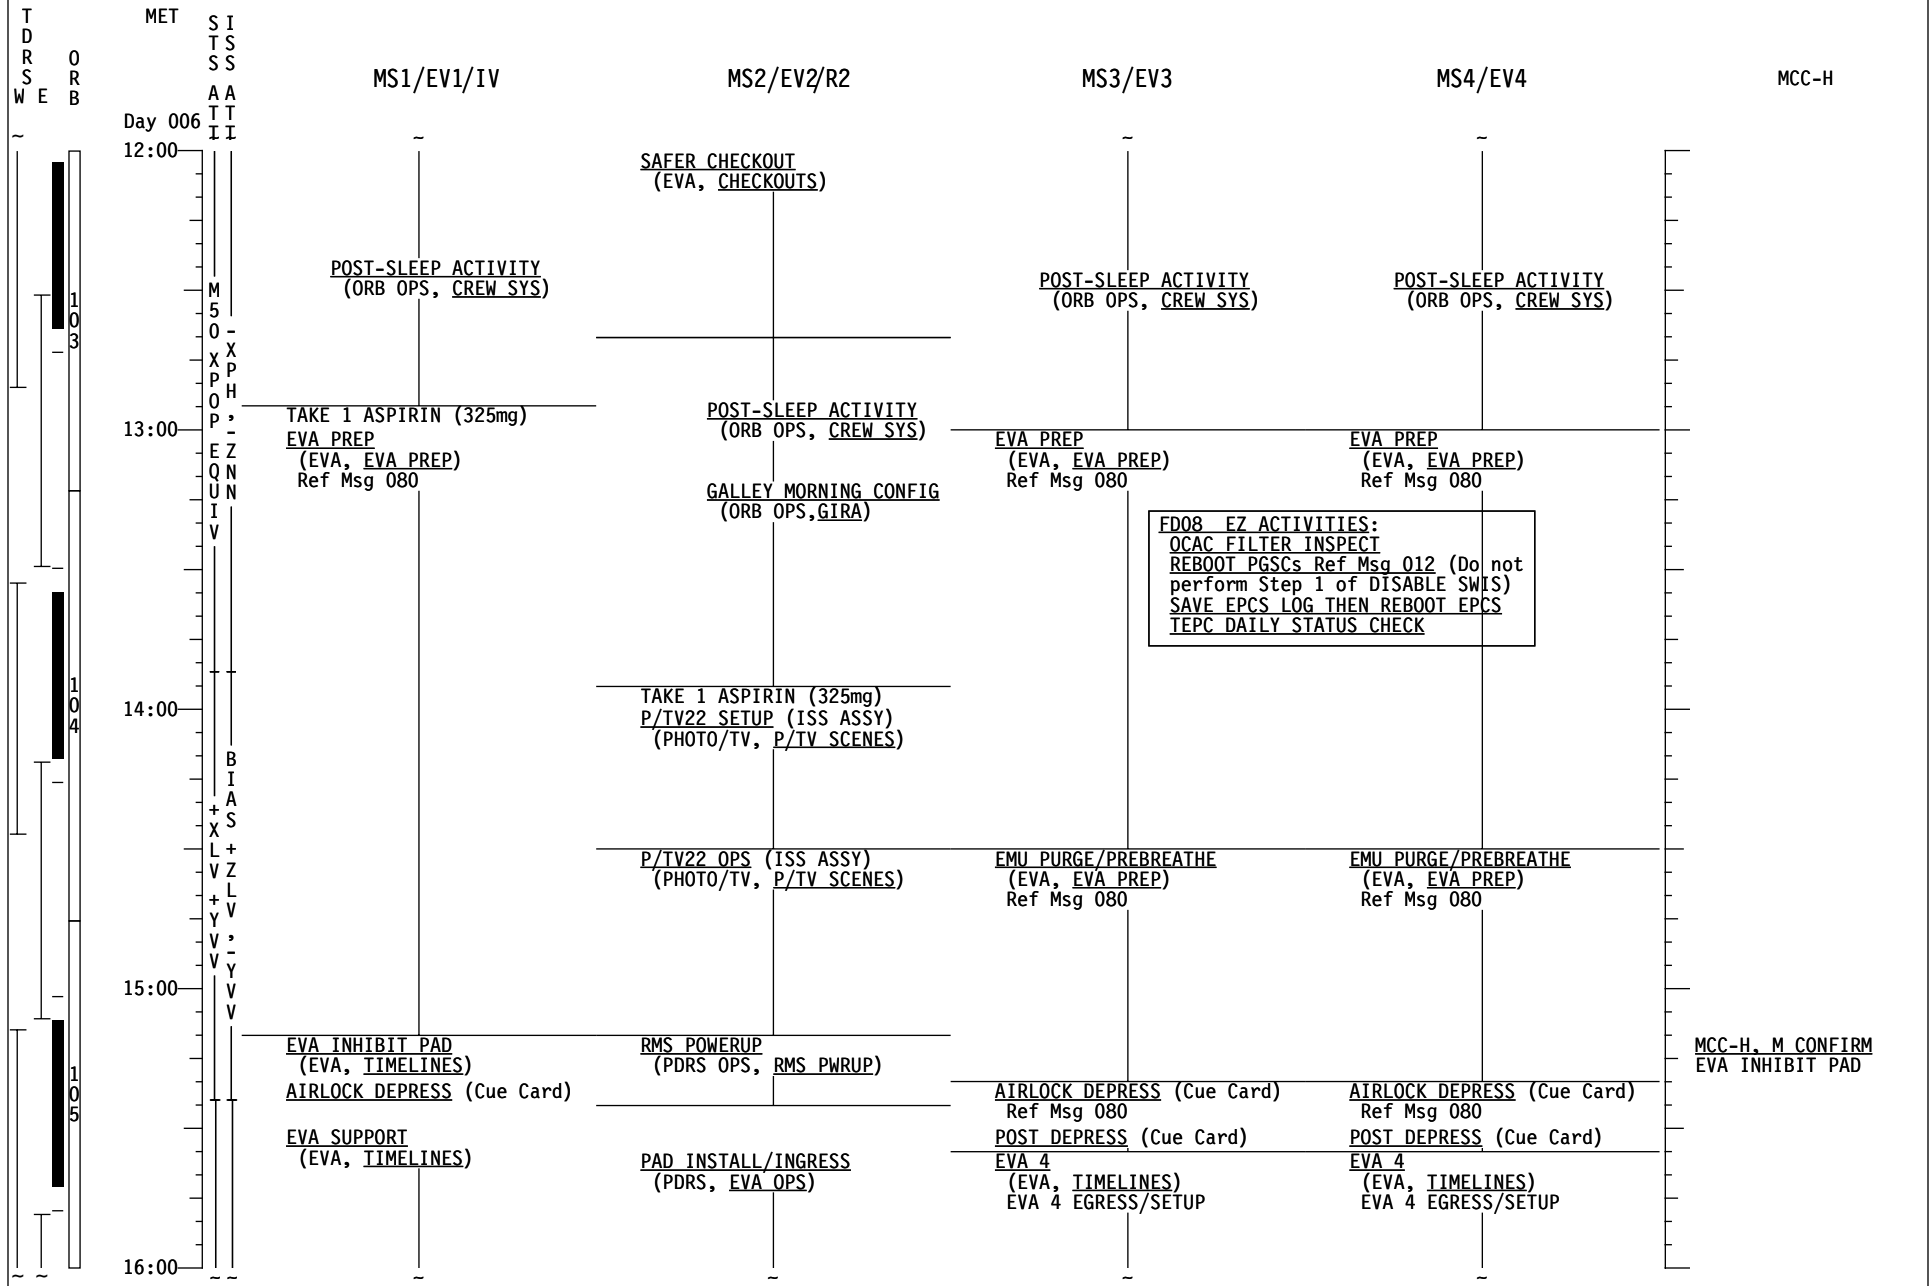 TDRS
W E
ORB
MET
STS ATT
ISS ATT
MS1/EV1/IV
MS2/EV2/R2
MS3/EV3
MS4/EV4
MCC-H
Day 006
12:00
13:00
14:00
15:00
16:00
103
104
105
M50 XPOP EQUIV
-XPH,-ZNN
+XLV +YVV
BIAS +ZLV,-YVV
POST-SLEEP ACTIVITY
(ORB OPS, CREW SYS)
TAKE 1 ASPIRIN (325mg)
EVA PREP
(EVA, EVA PREP)
Ref Msg 080
EVA INHIBIT PAD
(EVA, TIMELINES)
AIRLOCK DEPRESS (Cue Card)
EVA SUPPORT
(EVA, TIMELINES)
SAFER CHECKOUT
(EVA, CHECKOUTS)
POST-SLEEP ACTIVITY
(ORB OPS, CREW SYS)
GALLEY MORNING CONFIG
(ORB OPS,GIRA)
TAKE 1 ASPIRIN (325mg)
P/TV22 SETUP (ISS ASSY)
(PHOTO/TV, P/TV SCENES)
P/TV22 OPS (ISS ASSY)
(PHOTO/TV, P/TV SCENES)
RMS POWERUP
(PDRS OPS, RMS PWRUP)
PAD INSTALL/INGRESS
(PDRS, EVA OPS)
POST-SLEEP ACTIVITY
(ORB OPS, CREW SYS)
EVA PREP
(EVA, EVA PREP)
Ref Msg 080
FD08 EZ ACTIVITIES:
OCAC FILTER INSPECT
REBOOT PGSCs Ref Msg 012 (Do not
perform Step 1 of DISABLE SWIS)
SAVE EPCS LOG THEN REBOOT EPCS
TEPC DAILY STATUS CHECK
EMU PURGE/PREBREATHE
(EVA, EVA PREP)
Ref Msg 080
AIRLOCK DEPRESS (Cue Card)
Ref Msg 080
POST DEPRESS (Cue Card)
EVA 4
(EVA, TIMELINES)
EVA 4 EGRESS/SETUP
POST-SLEEP ACTIVITY
(ORB OPS, CREW SYS)
EVA PREP
(EVA, EVA PREP)
Ref Msg 080
EMU PURGE/PREBREATHE
(EVA, EVA PREP)
Ref Msg 080
AIRLOCK DEPRESS (Cue Card)
Ref Msg 080
POST DEPRESS (Cue Card)
EVA 4
(EVA, TIMELINES)
EVA 4 EGRESS/SETUP
MCC-H, M CONFIRM
EVA INHIBIT PAD